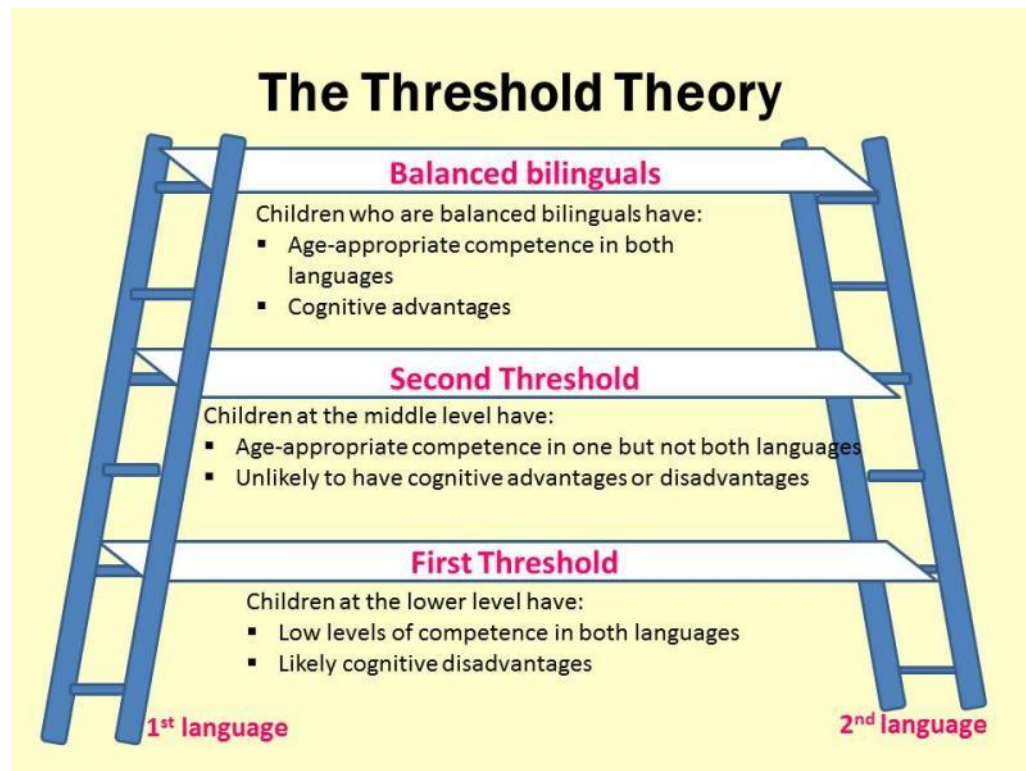 The Threshold Theory
Balanced bilinguals
Children who are balanced bilinguals have:
▪ Age-appropriate competence in both
languages
▪ Cognitive advantages
Second Threshold
Children at the middle level have:
▪ Age-appropriate competence in one but not both languages
▪ Unlikely to have cognitive advantages or disadvantages
First Threshold
Children at the lower level have:
▪ Low levels of competence in both languages
▪ Likely cognitive disadvantages
1st language
2nd language